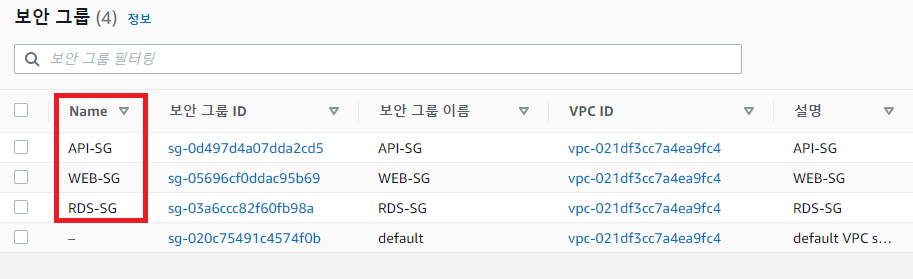 보안 그룹 (4) 정보
보안 그룹 필터링
Name 보안 그룹 ID 보안 그룹 이름 VPC ID 설명
API-SG sg-0d497d4a07dda2cd5 API-SG vpc-021df3cc7a4ea9fc4 API-SG
WEB-SG sg-05696cf0ddac95b69 WEB-SG vpc-021df3cc7a4ea9fc4 WEB-SG
RDS-SG sg-03a6ccc82f60fb98a RDS-SG vpc-021df3cc7a4ea9fc4 RDS-SG
– sg-020c75491c4574f0b default vpc-021df3cc7a4ea9fc4 default VPC s...